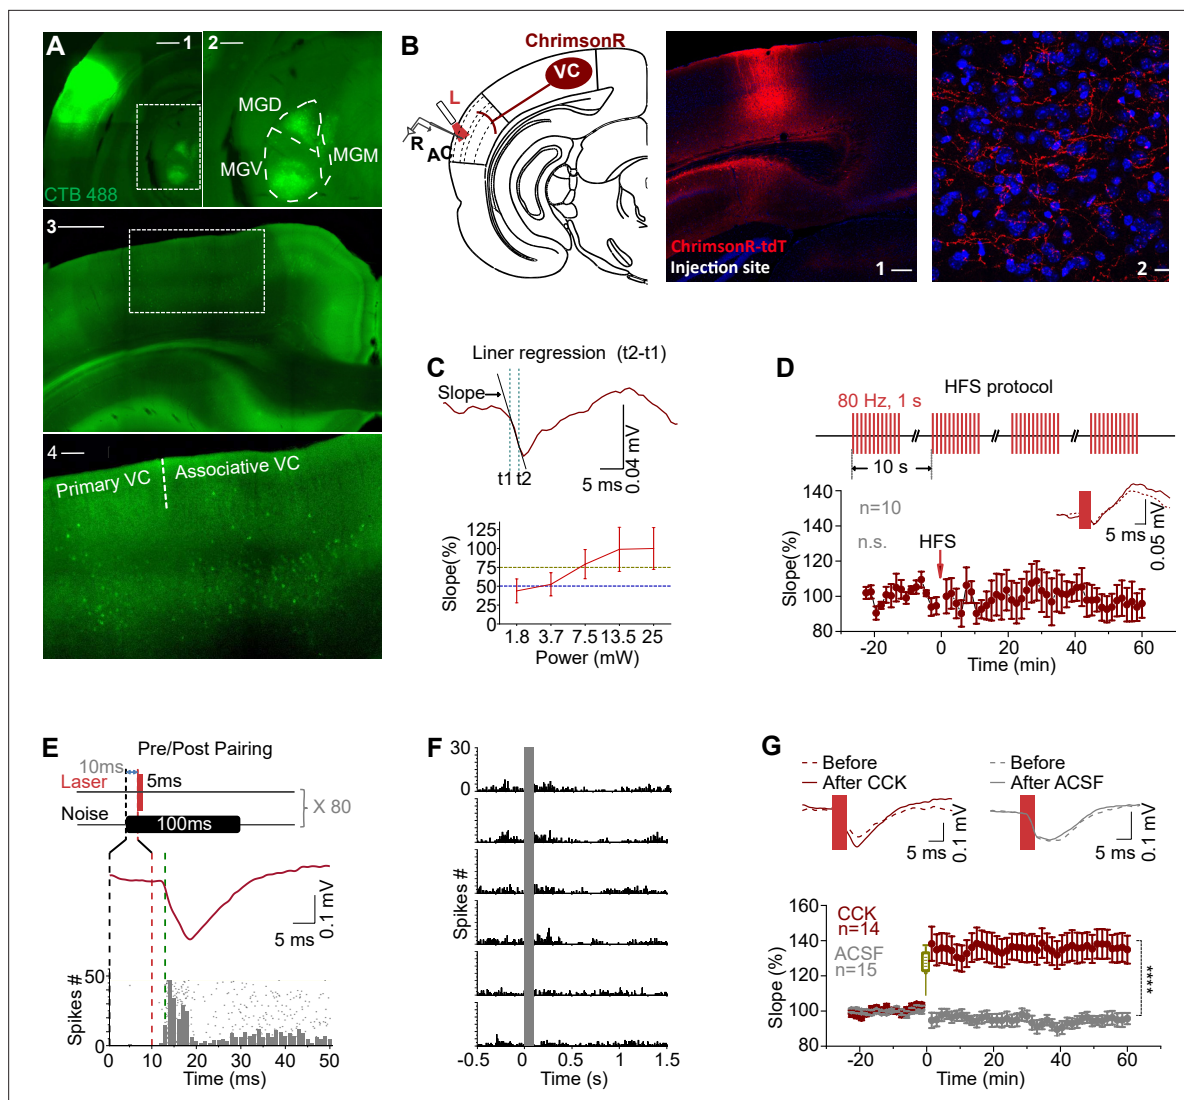 A
1
2
MGD
MGV
MGM
CTB 488
3
4
Primary VC
Associative VC
B
ChrimsonR
VC
L
R
AC
ChrimsonR-tdT
Injection site
1
2
C
Liner regression (t2-t1)
Slope
t1
t2
5 ms
0.04 mV
Slope(%)
125
100
75
50
25
0
1.8
3.7
7.5
13.5
25
Power (mW)
D
HFS protocol
80 Hz, 1 s
10 s
n=10
n.s.
HFS
5 ms
0.05 mV
Slope(%)
140
120
100
80
-20
0
20
40
60
Time (min)
E
Pre/Post Pairing
10ms
Laser
5ms
X 80
Noise
100ms
5 ms
0.1 mV
Spikes #
50
0
0
10
20
30
40
50
Time (ms)
F
30
0
Spikes #
-0.5
0
0.5
1.0
1.5
Time (s)
G
Before
After CCK
Before
After ACSF
5 ms
0.1 mV
5 ms
0.1 mV
CCK
n=14
ACSF
n=15
****
Slope (%)
160
140
120
100
80
-20
0
20
40
60
Time (min)